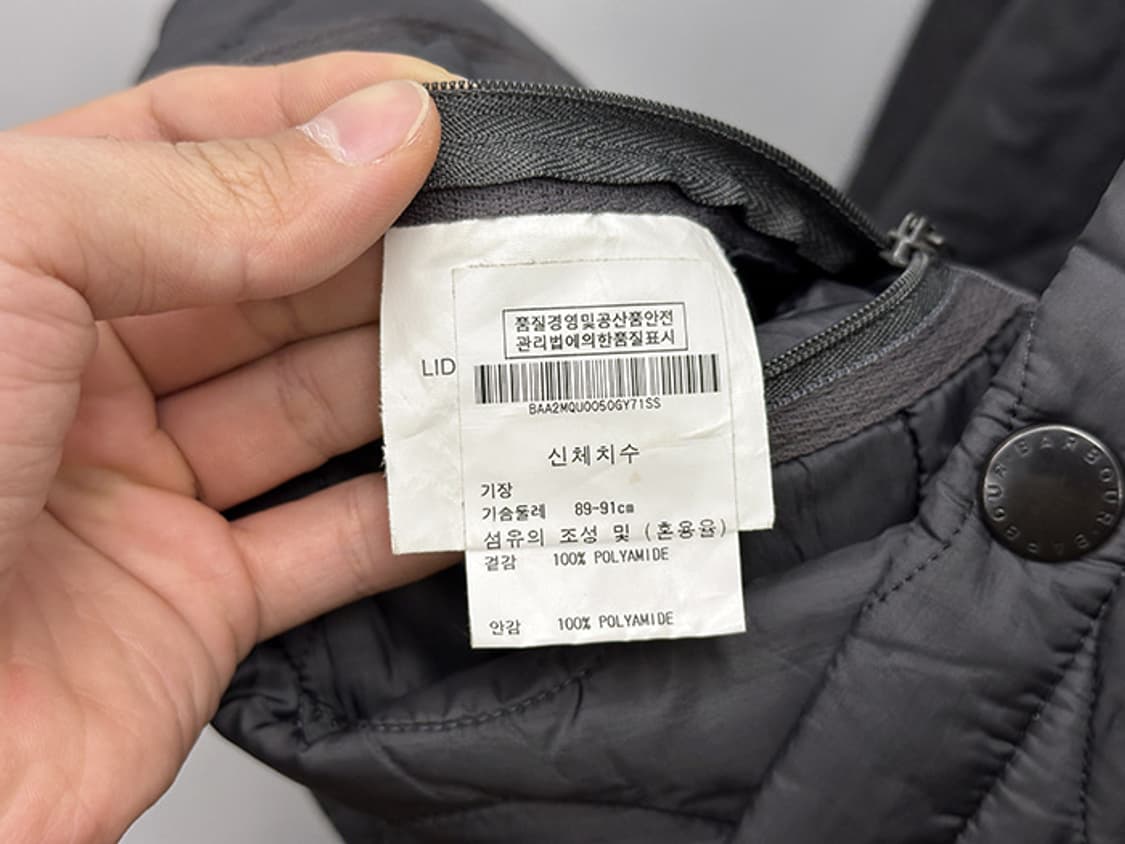 품질경영및공산품안전
관리법에의한품질표시
LID
BAA2MQU0050GY71SS
신체치수
기장
가슴둘레 89-91cm
섬유의 조성 및 (혼용율)
겉감 100% POLYAMIDE
안감 100% POLYAMIDE
BARBOUR BARBOUR